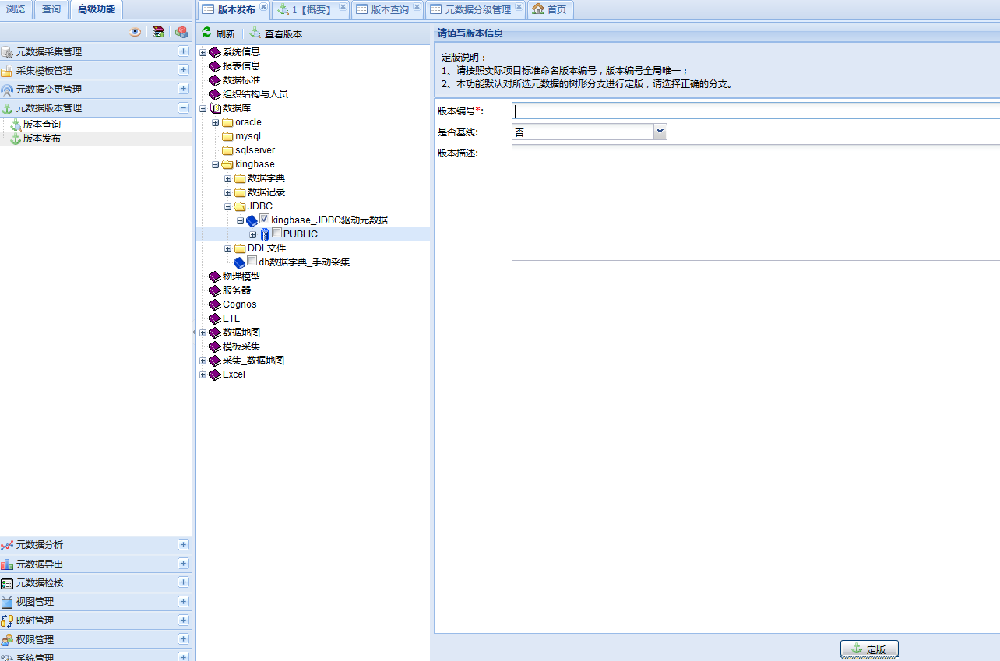 浏览
查询
高级功能
元数据采集管理
采集模板管理
元数据变更管理
元数据版本管理
版本查询
版本发布
元数据分析
元数据导出
元数据检核
视图管理
映射管理
权限管理
系统管理
版本发布
1【概要】
版本查询
元数据分级管理
首页
刷新
查看版本
系统信息
报表信息
数据标准
组织结构与人员
数据库
oracle
mysql
sqlserver
kingbase
数据字典
数据记录
JDBC
kingbase_JDBC驱动元数据
PUBLIC
DDL文件
db数据字典_手动采集
物理模型
服务器
Cognos
ETL
数据地图
模板采集
采集_数据地图
Excel
请填写版本信息
定版说明：
1、请按照实际项目标准命名版本编号，版本编号全局唯一；
2、本功能默认对所选元数据的树形分支进行定版，请选择正确的分支。
版本编号*:
是否基线:
否
版本描述:
定版